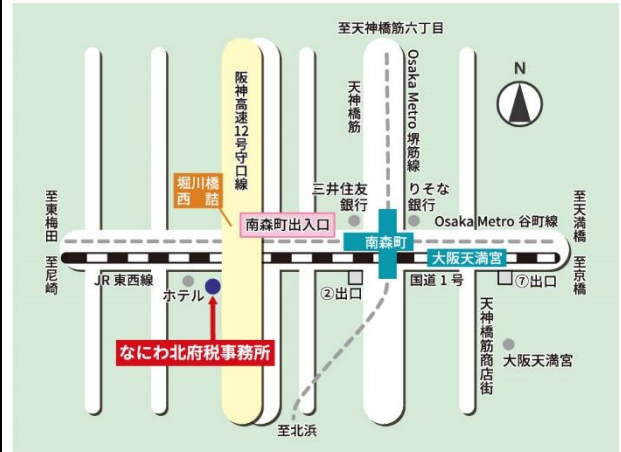 至天神橋筋六丁目
N
阪神高速12号守口線
天神橋筋
Osaka Metro 堺筋線
堀川橋
西　詰
三井住友
銀行
りそな
銀行
至東梅田
至尼崎
南森町出入口
南森町
Osaka Metro 谷町線
大阪天満宮
至天満橋
至京橋
JR 東西線
ホテル
②出口
国道1号
⑦出口
なにわ北府税事務所
天神橋筋商店街
大阪天満宮
至北浜